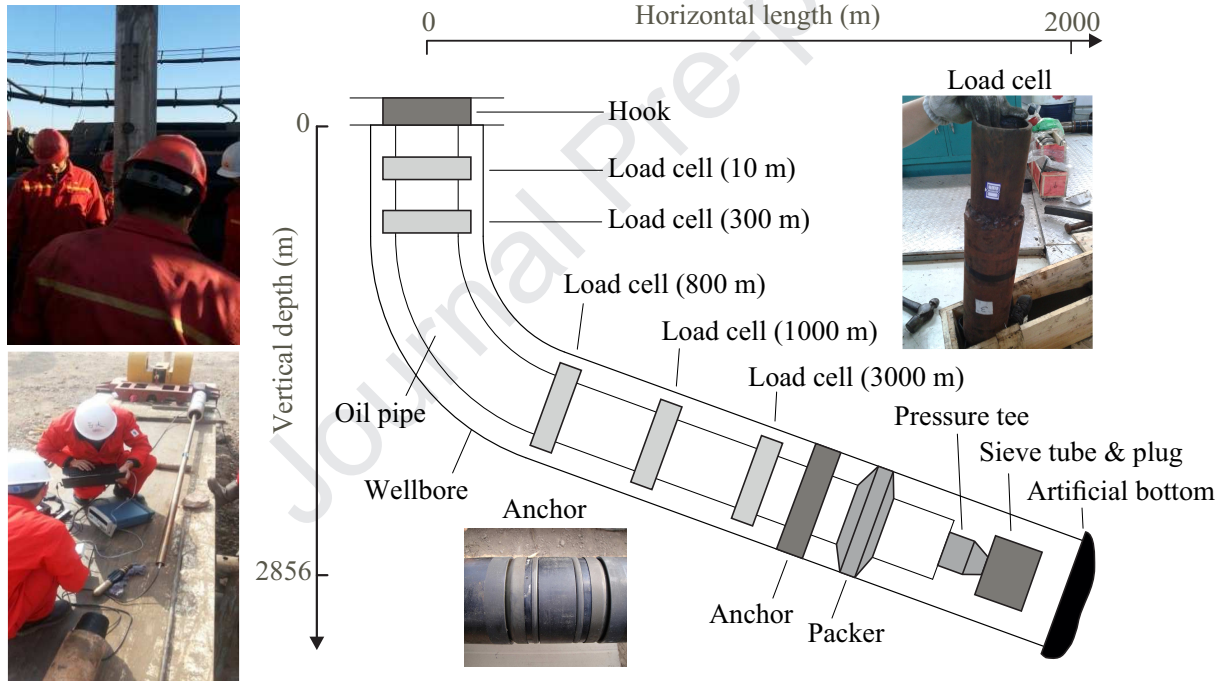 Horizontal length (m)
0
2000
Load cell
Hook
0
Load cell (10 m)
Load cell (300 m)
Vertical depth (m)
Load cell (800 m)
Load cell (1000 m)
Load cell (3000 m)
Oil pipe
Pressure tee
Sieve tube & plug
Wellbore
Artificial bottom
Anchor
2856
Anchor
Packer
Journal Pre-p